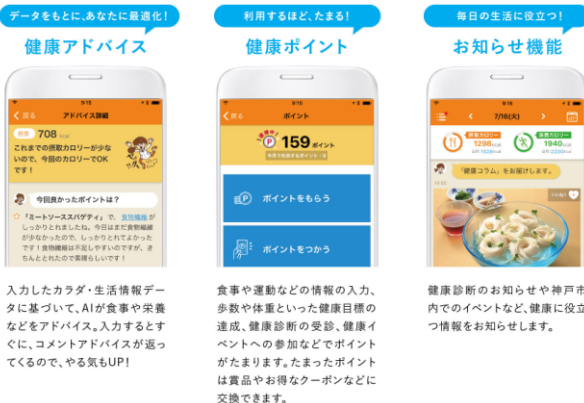 データをもとに、あなたに最適化!
健康アドバイス
9:15
戻る
アドバイス詳細
708 kcal
これまでの摂取カロリーが少な
いので、今回のカロリーでOK
です!
今回良かったポイントは?
「ミートソーススパゲティ」で、食物繊維が
しっかりとれましたね。今日はまだ食物繊維
が少なかったので、しっかりとれてよかった
です!食物繊維は不足しやすいのですが、き
ちんととれたので素晴らしいです!
入力したカラダ・生活情報デー
タに基づいて、AIが食事や栄養
などをアドバイス。入力するとす
ぐに、コメントアドバイスが返っ
てくるので、やる気もUP!
利用するほど、たまる!
健康ポイント
9:15
戻る
ポイント
159 ポイント
ポイントをもらう
ポイントをつかう
食事や運動などの情報の入力、
歩数や体重といった健康目標の
達成、健康診断の受診、健康イ
ベントへの参加などでポイント
がたまります。たまったポイント
は賞品やお得なクーポンなどに
交換できます。
毎日の生活に役立つ!
お知らせ機能
9:15
7/16(火)
摂取カロリー
1298 kcal
消費カロリー
1940 kcal
「健康コラム」をお届けします。
健康診断のお知らせや神戸市
内でのイベントなど、健康に役立
つ情報をお知らせします。